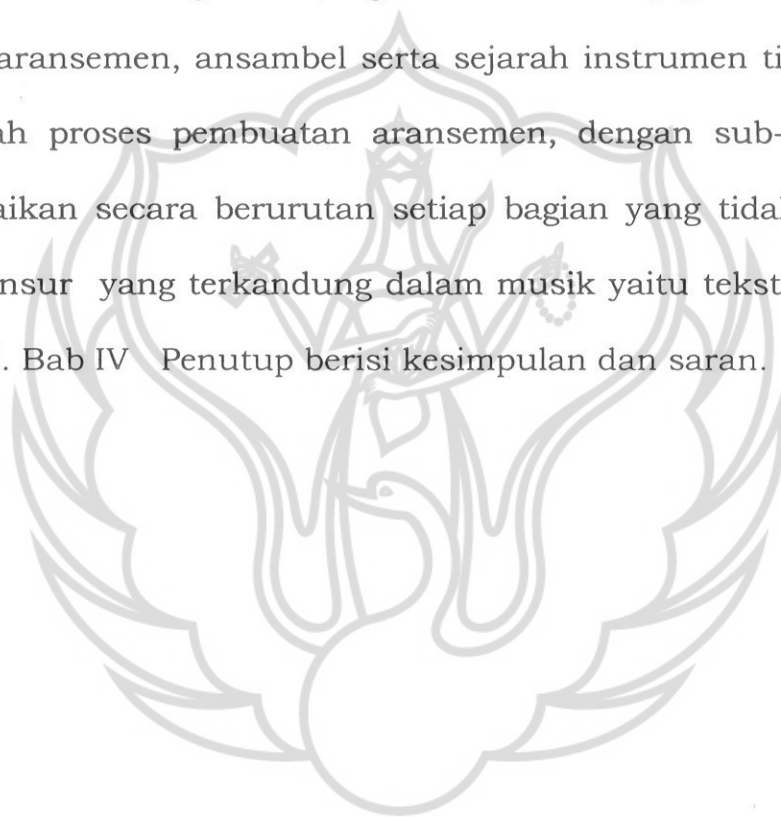 aransemen, ansambel serta sejarah instrumen ti
ah proses pembuatan aransemen, dengan sub-
aikan secara berurutan setiap bagian yang tidal
nsur yang terkandung dalam musik yaitu tekst
. Bab IV Penutup berisi kesimpulan dan saran.